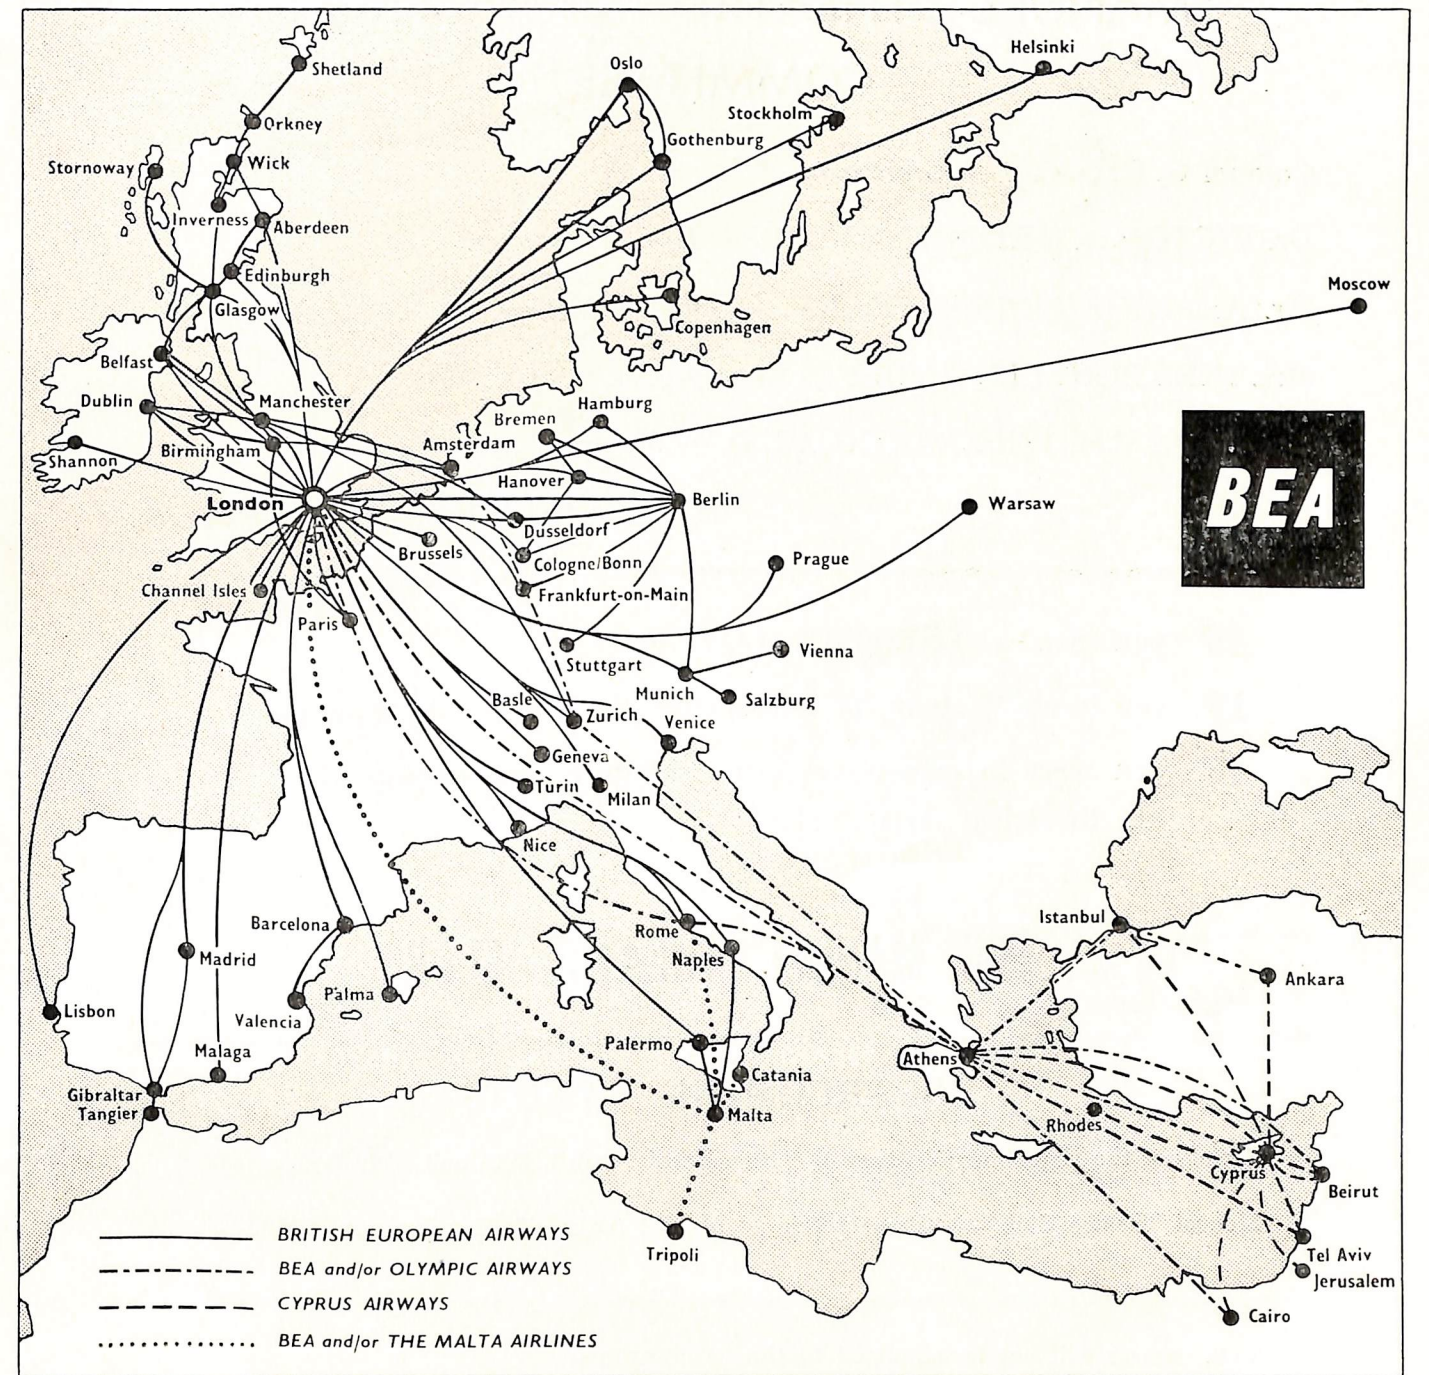 Shetland
Oslo
Helsinki
Orkney
Stockholm
Gothenburg
Stornoway
Wick
Inverness
Aberdeen
Edinburgh
Glasgow
Moscow
Copenhagen
Belfast
Dublin
Manchester
Hamburg
Bremen
Amsterdam
Shannon
Birmingham
Hanover
London
Berlin
BEA
Warsaw
Dusseldorf
Brussels
Cologne/Bonn
Prague
Channel Isles
Frankfurt-on-Main
Paris
Stuttgart
Vienna
Munich
Salzburg
Basle
Zurich
Venice
Geneva
Turin
Milan
Nice
Barcelona
Rome
Istanbul
Madrid
Naples
Ankara
Palma
Lisbon
Valencia
Palermo
Malaga
Athens
Catania
Gibraltar
Tangier
Malta
Rhodes
Cyprus
Beirut
Tripoli
Tel Aviv
Jerusalem
Cairo
BRITISH EUROPEAN AIRWAYS
BEA and/or OLYMPIC AIRWAYS
CYPRUS AIRWAYS
BEA and/or THE MALTA AIRLINES